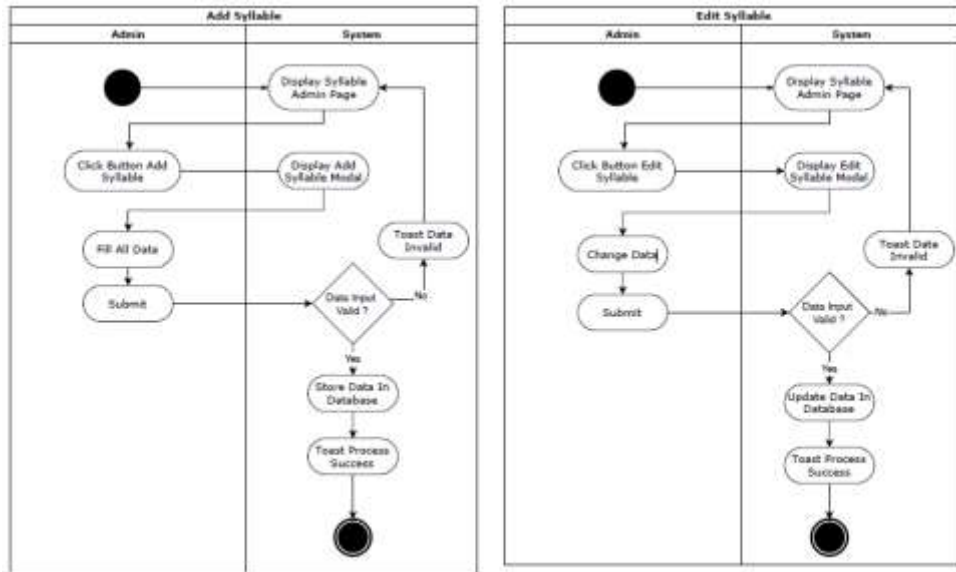 Add Syllable
Admin
System
Display Syllable
Admin Page
Click Button Add
Syllable
Display Add
Syllable Modal
Fill All Data
Toast Data
Invalid
Submit
Data Input
Valid ?
No
Yes
Store Data In
Database
Toast Process
Success
Edit Syllable
Admin
System
Display Syllable
Admin Page
Click Button Edit
Syllable
Display Edit
Syllable Modal
Change Data
Toast Data
Invalid
Submit
Data Input
Valid ?
No
Yes
Update Data In
Database
Toast Process
Success